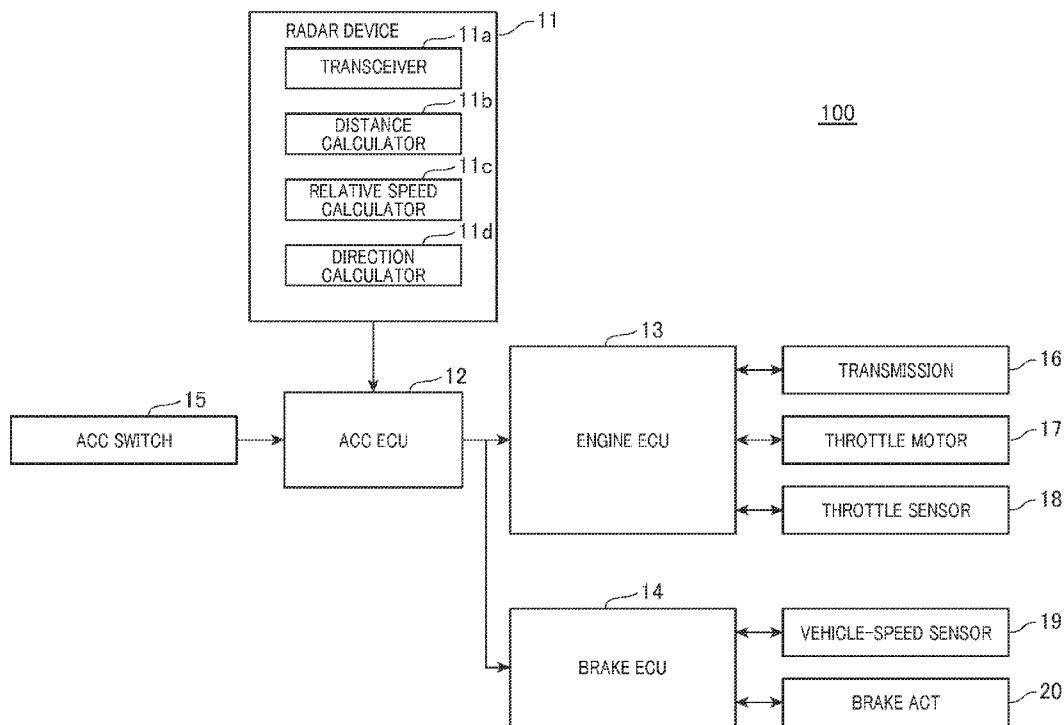 RADAR DEVICE
11
11a
TRANSCEIVER
11b
DISTANCE
CALCULATOR
11c
RELATIVE SPEED
CALCULATOR
11d
DIRECTION
CALCULATOR
100
15
ACC SWITCH
12
ACC ECU
13
ENGINE ECU
16
TRANSMISSION
17
THROTTLE MOTOR
18
THROTTLE SENSOR
14
BRAKE ECU
19
VEHICLE-SPEED SENSOR
20
BRAKE ACT